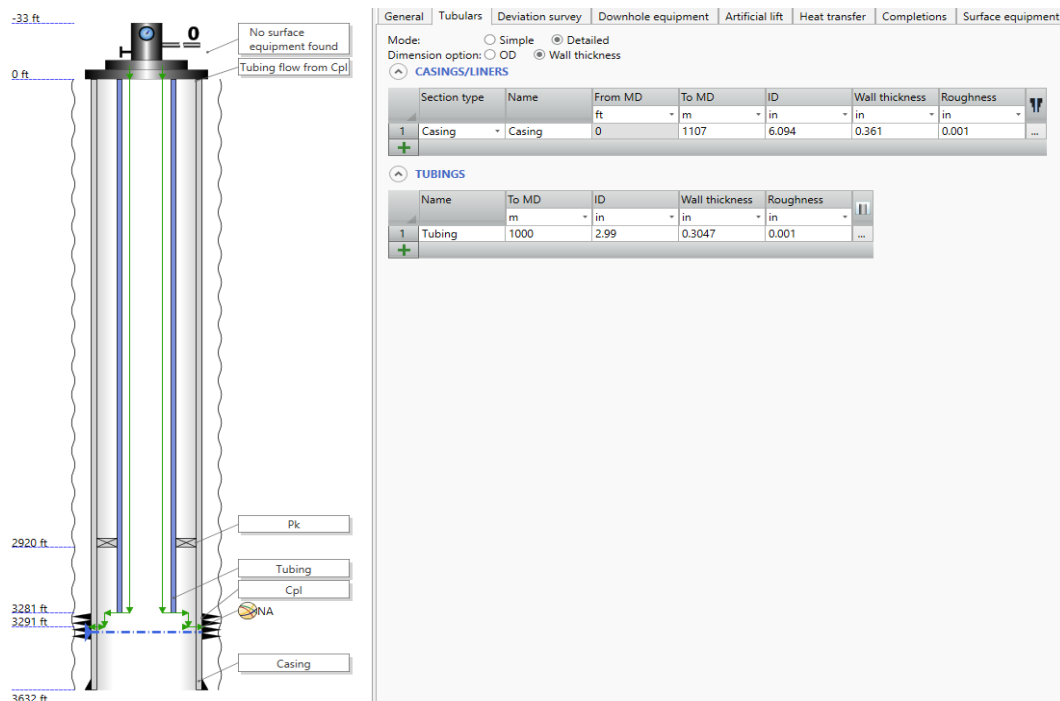 -33 ft
0
No surface
equipment found
Tubing flow from Cpl
0 ft
Pk
2920 ft
Tubing
Cpl
3281 ft
NA
3291 ft
Casing
3632 ft
General Tubulars Deviation survey Downhole equipment Artificial lift Heat transfer Completions Surface equipment
Mode: Simple Detailed
Dimension option: OD Wall thickness
CASINGS/LINERS
Section type Name From MD To MD ID Wall thickness Roughness
ft m in in in
1 Casing Casing 0 1107 6.094 0.361 0.001 ...
TUBINGS
Name To MD ID Wall thickness Roughness
m in in in
1 Tubing 1000 2.99 0.3047 0.001 ...